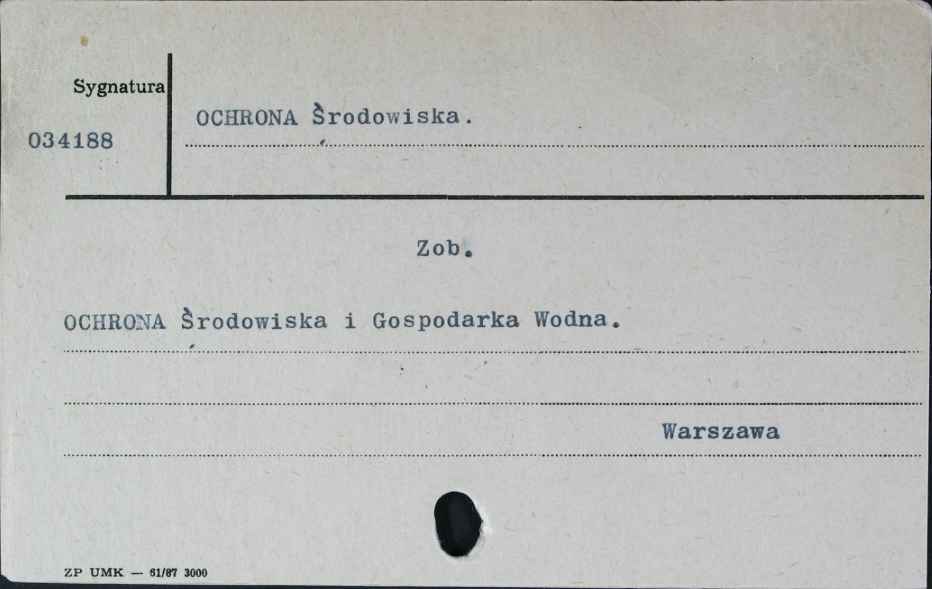 Sygnatura
OCHRONA Środowiska.
034188
Zob.
OCHRONA Środowiska i Gospodarka Wodna.
Warszawa
ZP UMK — 61/87 3000